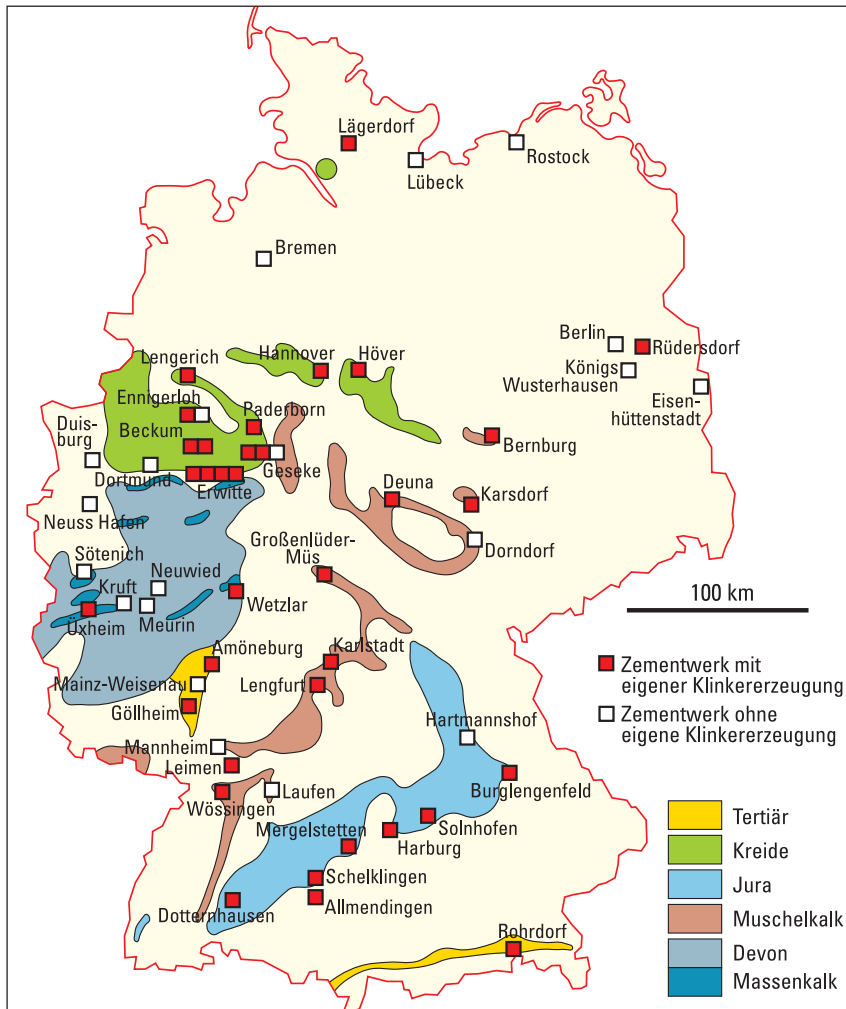 Lägerdorf
Rostock
Lübeck
Bremen
Berlin
Rüdersdorf
Königs
Wusterhausen
Eisen-
hüttenstadt
Lengerich
Hannover
Höver
Ennigerloh
Paderborn
Duis-
burg
Beckum
Bernburg
Dortmund
Geseke
Erwitte
Deuna
Karsdorf
Neuss Hafen
Dorndorf
Großenlüder-
Müs
Sötenich
Neuwied
Kruft
Wetzlar
Üxheim
Meurin
100 km
Amöneburg
Karlstadt
Zementwerk mit
eigener Klinkererzeugung
Mainz-Weisenau
Lengfurt
Göllheim
Zementwerk ohne
eigene Klinkererzeugung
Hartmannshof
Mannheim
Leimen
Wössingen
Laufen
Burglengenfeld
Mergelstetten
Solnhofen
Harburg
Schelklingen
Allmendingen
Dotternhausen
Rohrdorf
Tertiär
Kreide
Jura
Muschelkalk
Devon
Massenkalk